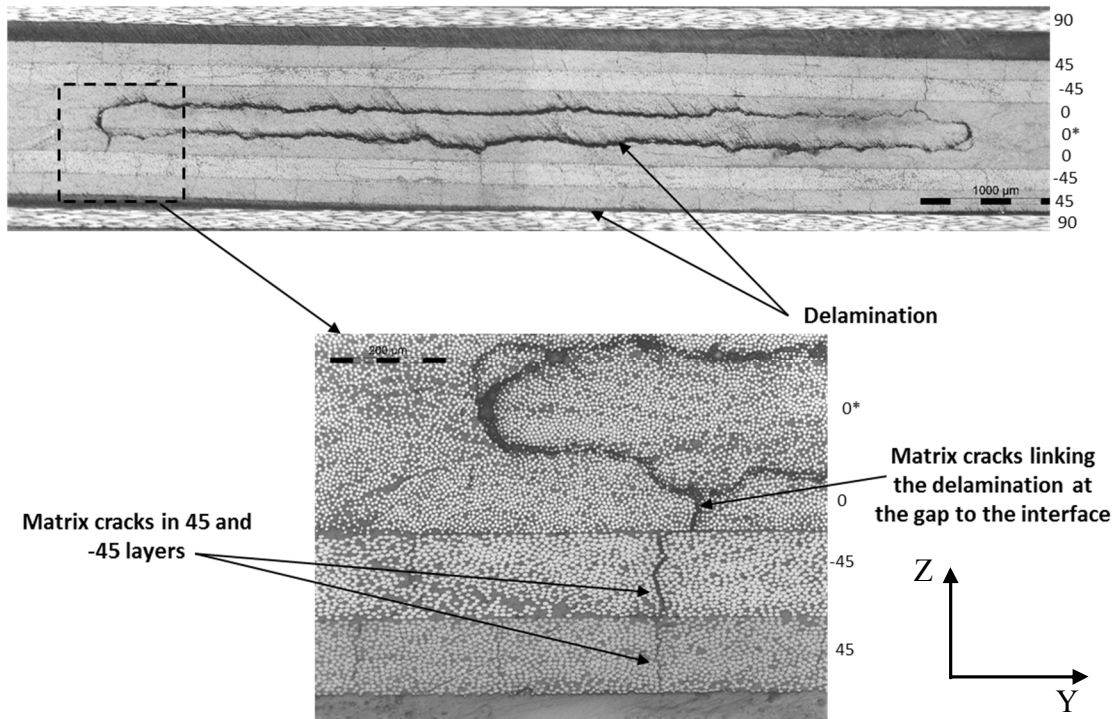 90
45
-45
0
0*
0
-45
45
90
1000 µm
Delamination
200 µm
0*
0
-45
45
Matrix cracks linking
the delamination at
the gap to the interface
Matrix cracks in 45 and
-45 layers
Z
Y